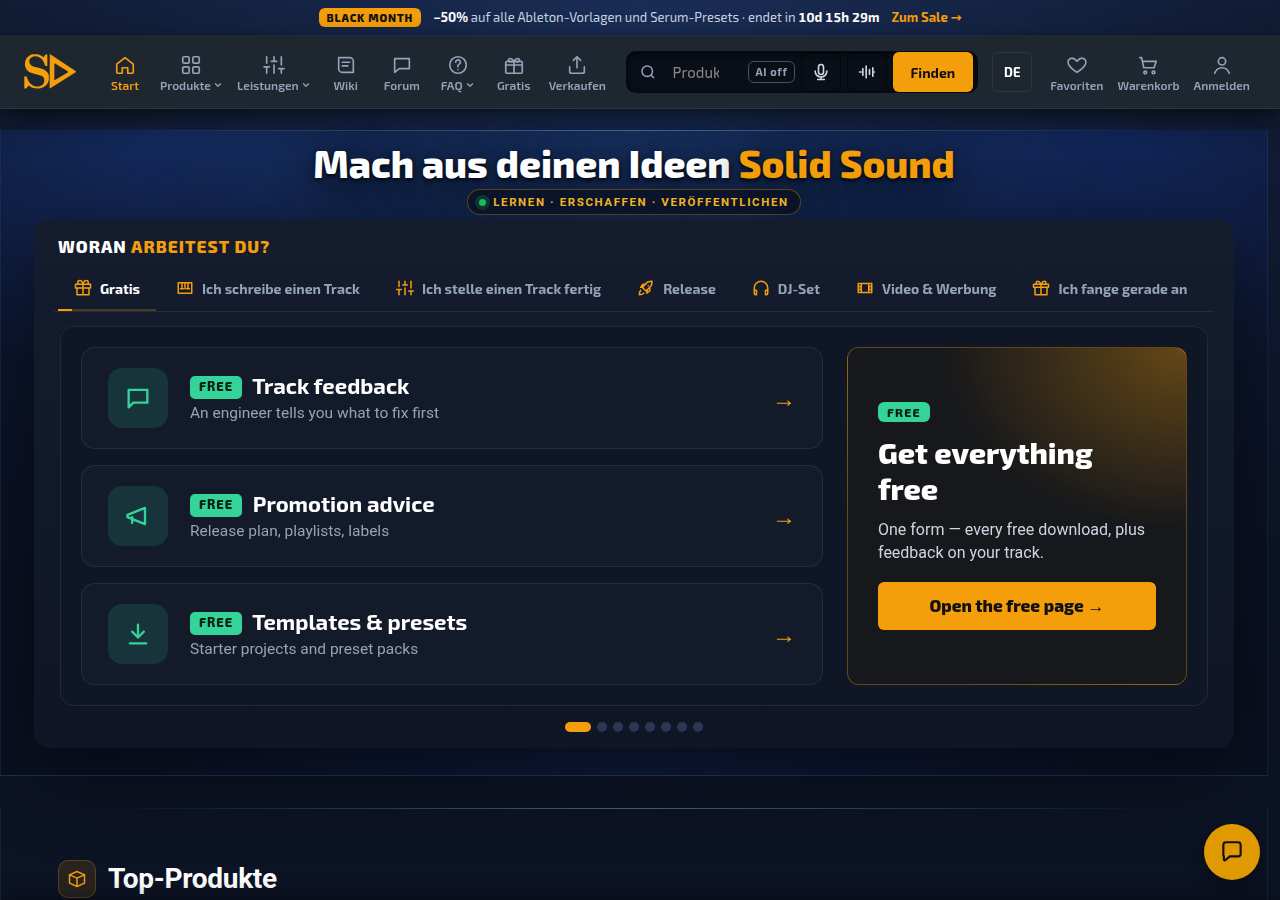 BLACK MONTH –50% auf alle Ableton-Vorlagen und Serum-Presets · endet in 10d 15h 29m Zum Sale →
Start Produkte Leistungen Wiki Forum FAQ Gratis Verkaufen Produk AI off Finden DE Favoriten Warenkorb Anmelden
Mach aus deinen Ideen Solid Sound
LERNEN · ERSCHAFFEN · VERÖFFENTLICHEN
WORAN ARBEITEST DU?
Gratis Ich schreibe einen Track Ich stelle einen Track fertig Release DJ-Set Video & Werbung Ich fange gerade an
FREE Track feedback →
An engineer tells you what to fix first
FREE Promotion advice →
Release plan, playlists, labels
FREE Templates & presets →
Starter projects and preset packs
FREE
Get everything
free
One form — every free download, plus
feedback on your track.
Open the free page →
Top-Produkte